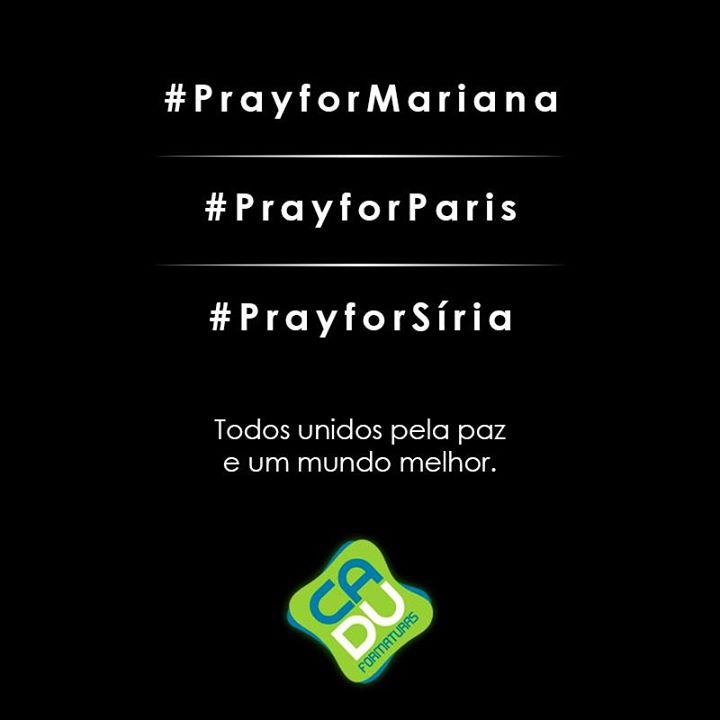 #PrayforMariana
#PrayforParis
#PrayforSíria
Todos unidos pela paz
e um mundo melhor.
CA
DU
FORMATURAS